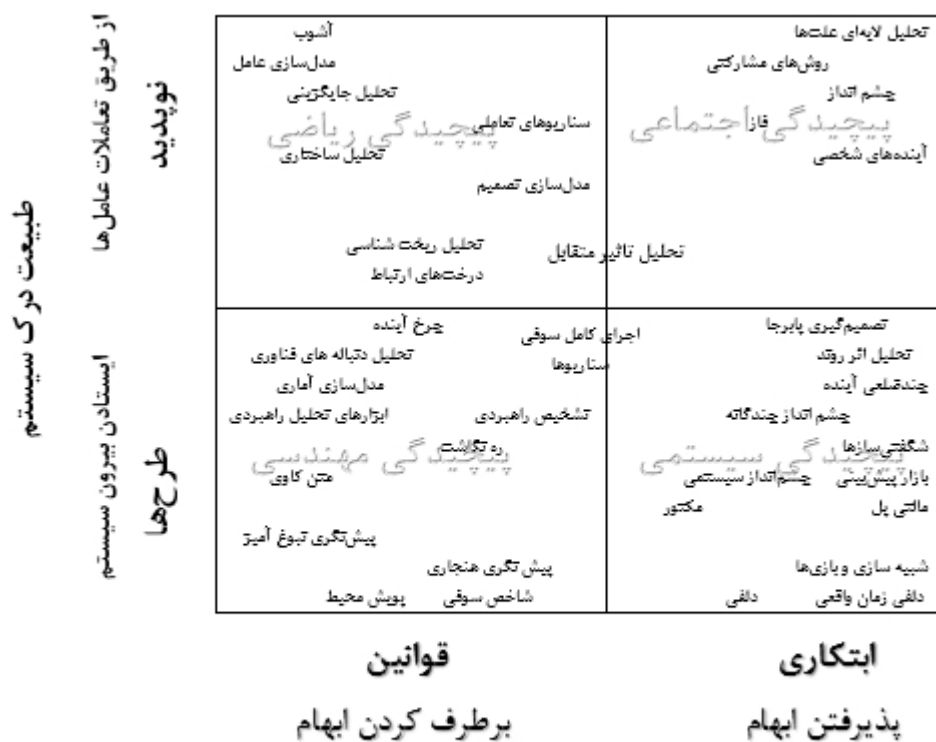 طبیعت درک سیستم
از طریق تعاملات عامل‌ها
نوپدید
ایستادن بیرون سیستم
طرح‌ها
تحلیل لایه‌ای علت‌ها
روش‌های مشارکتی
چشم انداز
پیچیدگی اجتماعی
فاز
آینده‌های شخصی
آشوب
مدل‌سازی عامل
تحلیل جایگزینی
سناریوهای تعاملی
پیچیدگی ریاضی
تحلیل ساختاری
مدل‌سازی تصمیم
تحلیل تاثیر متقابل
تحلیل ریخت شناسی
درخت‌های ارتباط
تصمیم‌گیری پابرجا
تحلیل اثر روند
چندضلعی آینده
چشم انداز چندگانه
شگفتی‌سازها
پیچیدگی سیستمی
بازار پیش‌بینی
چشم‌انداز سیستمی
مالتی پل
مکتور
شبیه سازی و بازی‌ها
دلفی زمان واقعی
دلفی
چرخ آینده
اجرای کامل سوفی
سناریوها
تحلیل دنباله های فناوری
مدل‌سازی آماری
تشخیص راهبردی
ابزارهای تحلیل راهبردی
ره نگاشت
پیچیدگی مهندسی
متن کاوی
پیش‌نگری نبوغ آمیز
پیش نگری هنجاری
شاخص سوفی
پویش محیط
ابتکاری
قوانین
پذیرفتن ابهام
برطرف کردن ابهام